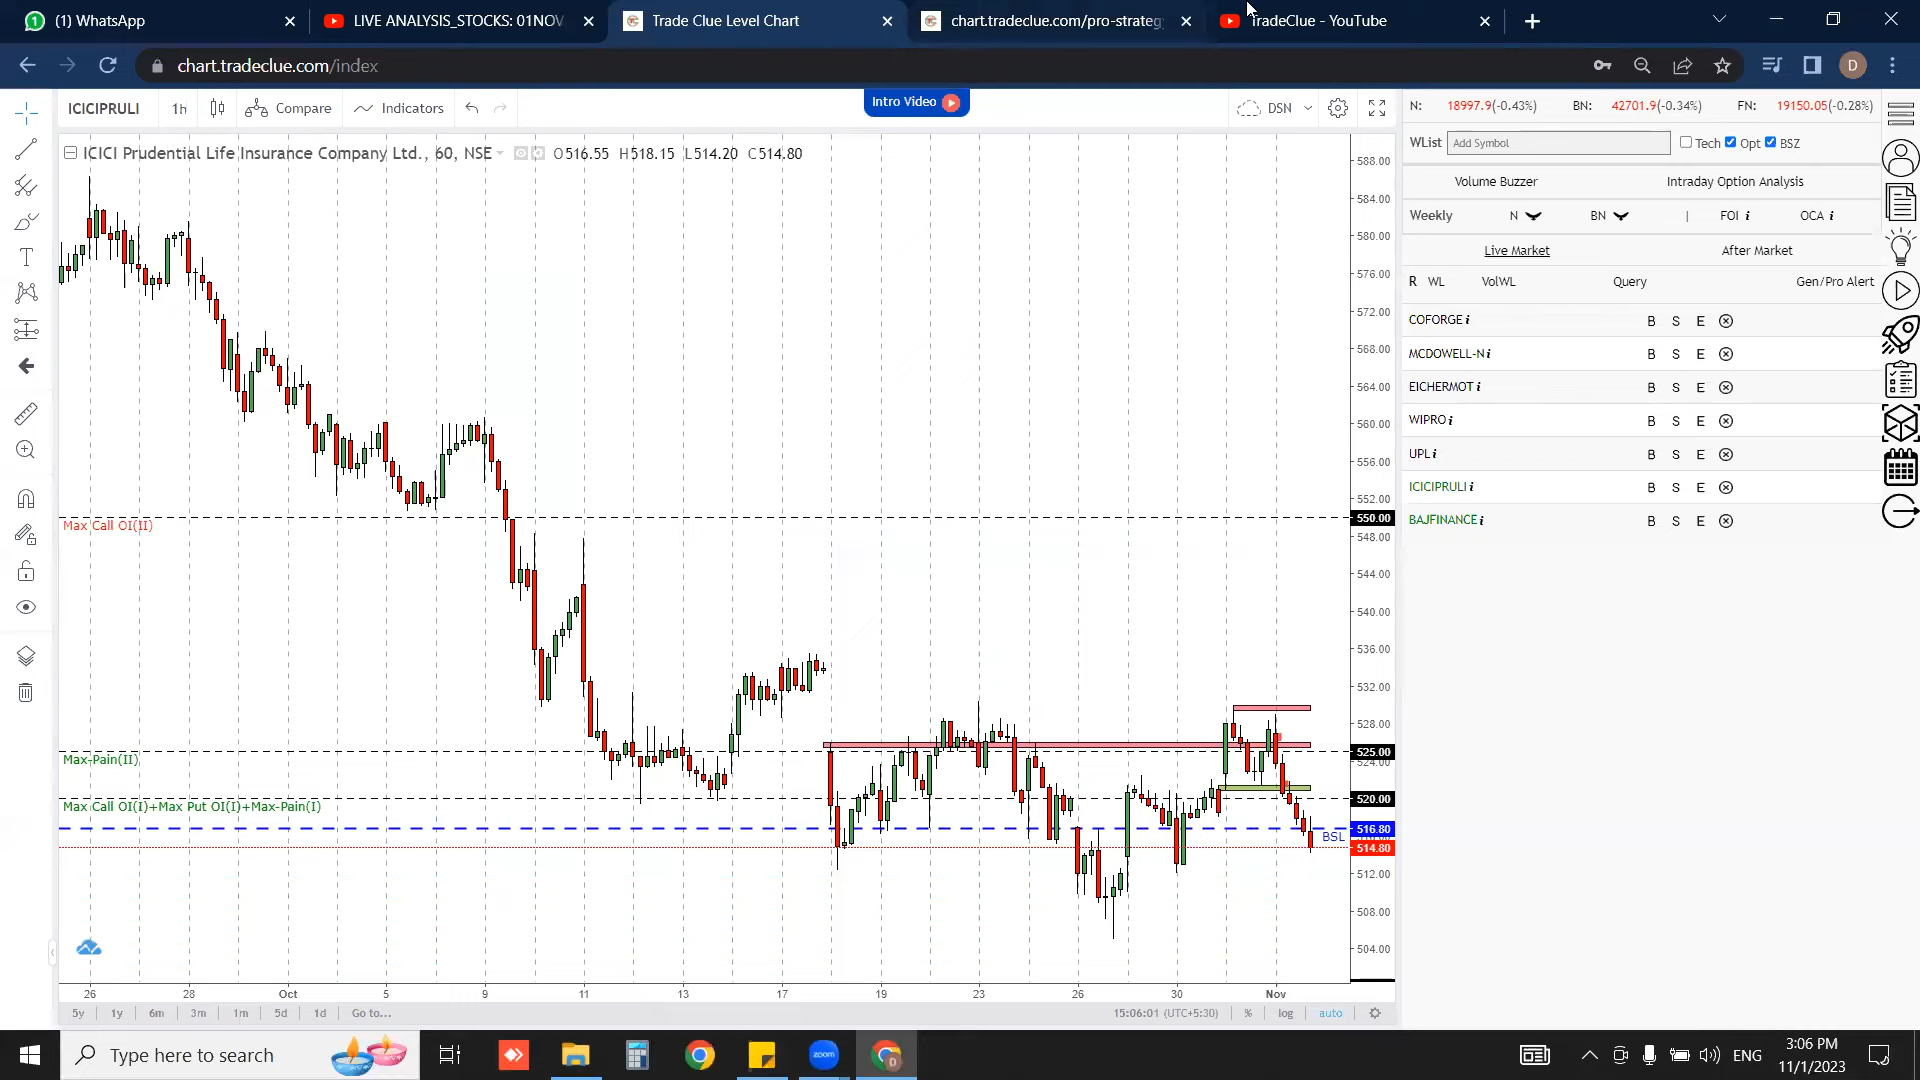 (1) WhatsApp
LIVE ANALYSIS_STOCKS: 01NOV
Trade Clue Level Chart
chart.tradeclue.com/pro-strategy
TradeClue - YouTube
chart.tradeclue.com/index
D
ICICIPRULI
1h
Compare
Indicators
Intro Video
DSN
ICICI Prudential Life Insurance Company Ltd., 60, NSE
O516.55 H518.15 L514.20 C514.80
588.00
584.00
580.00
576.00
572.00
568.00
564.00
560.00
556.00
552.00
550.00
Max Call OI(II)
548.00
544.00
540.00
536.00
532.00
528.00
525.00
Max-Pain(II)
524.00
520.00
Max Call OI(I)+Max Put OI(I)+Max-Pain(I)
516.80
BSL
514.80
512.00
508.00
504.00
26 28 Oct 5 9 11 13 17 19 23 26 30 Nov
5y 1y 6m 3m 1m 5d 1d Go to...
15:06:01 (UTC+5:30) % log auto
N: 18997.9(-0.43%) BN: 42701.9(-0.34%) FN: 19150.05(-0.28%)
WList Add Symbol Tech Opt BSZ
Volume Buzzer Intraday Option Analysis
Weekly N BN | FOI i OCA i
Live Market After Market
R WL VolWL Query Gen/Pro Alert
COFORGE i B S E
MCDOWELL-N i B S E
EICHERMOT i B S E
WIPRO i B S E
UPL i B S E
ICICIPRULI i B S E
BAJFINANCE i B S E
Type here to search
zoom
ENG
3:06 PM
11/1/2023